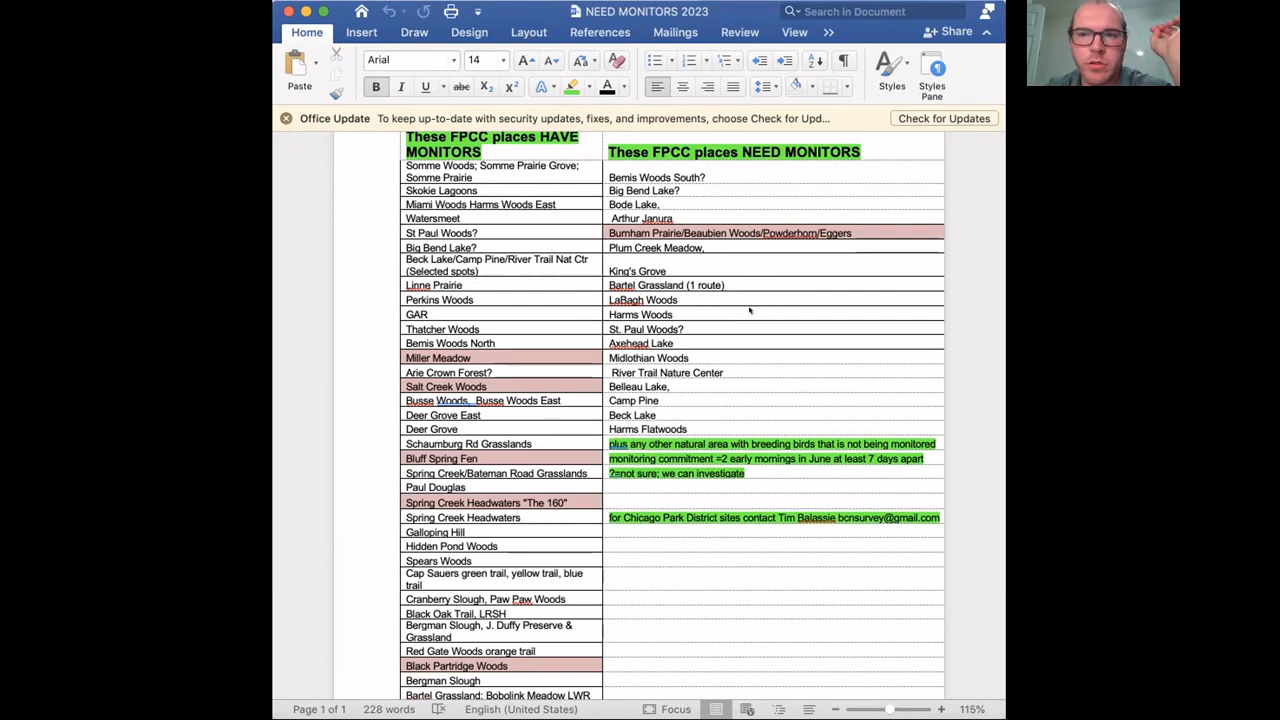 NEED MONITORS 2023
Search in Document
Home
Insert
Draw
Design
Layout
References
Mailings
Review
View
Share
Paste
Arial
14
Styles
Styles Pane
Office Update
To keep up-to-date with security updates, fixes, and improvements, choose Check for Upd...
Check for Updates
These FPCC places HAVE
MONITORS
These FPCC places NEED MONITORS
Somme Woods; Somme Prairie Grove;
Somme Prairie
Bemis Woods South?
Skokie Lagoons
Big Bend Lake?
Miami Woods Harms Woods East
Bode Lake,
Watersmeet
Arthur Janura
St Paul Woods?
Burnham Prairie/Beaubien Woods/Powderhorn/Eggers
Big Bend Lake?
Plum Creek Meadow,
Beck Lake/Camp Pine/River Trail Nat Ctr
(Selected spots)
King's Grove
Linne Prairie
Bartel Grassland (1 route)
Perkins Woods
LaBagh Woods
GAR
Harms Woods
Thatcher Woods
St. Paul Woods?
Bemis Woods North
Axehead Lake
Miller Meadow
Midlothian Woods
Arie Crown Forest?
River Trail Nature Center
Salt Creek Woods
Belleau Lake,
Busse Woods, Busse Woods East
Camp Pine
Deer Grove East
Beck Lake
Deer Grove
Harms Flatwoods
Schaumburg Rd Grasslands
plus any other natural area with breeding birds that is not being monitored
Bluff Spring Fen
monitoring commitment =2 early mornings in June at least 7 days apart
Spring Creek/Bateman Road Grasslands
?=not sure; we can investigate
Paul Douglas
Spring Creek Headwaters "The 160"
Spring Creek Headwaters
for Chicago Park District sites contact Tim Balassie bcnsurvey@gmail.com
Galloping Hill
Hidden Pond Woods
Spears Woods
Cap Sauers green trail, yellow trail, blue
trail
Cranberry Slough, Paw Paw Woods
Black Oak Trail, LRSH
Bergman Slough, J. Duffy Preserve &
Grassland
Red Gate Woods orange trail
Black Partridge Woods
Bergman Slough
Bartel Grassland; Bobolink Meadow LWR
Page 1 of 1
228 words
English (United States)
Focus
115%